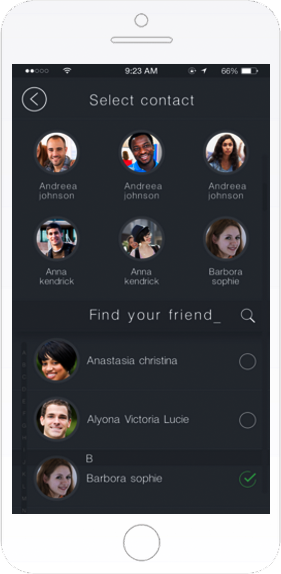 9:23 AM 66%
Select contact
Andreea Andreea Andreea
johnson johnson johnson
Anna Anna Barbora
kendrick kendrick sophie
Find your friend_
Anastasia christina
Alyona Victoria Lucie
B
Barbora sophie